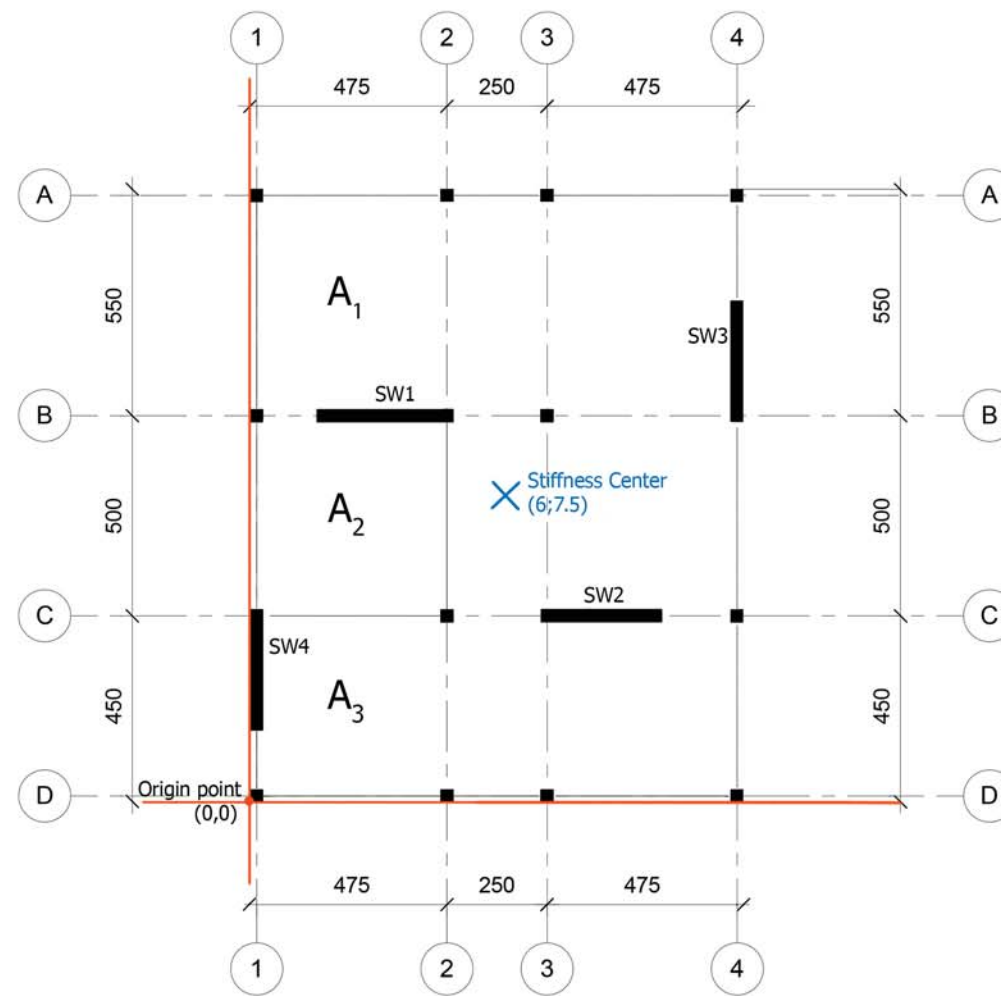 1 2 3 4
475 250 475
A A
550 A1 550
SW3
SW1
B B
Stiffness Center
(6;7.5)
500 A2 500
SW2
C C
SW4
450 A3 450
Origin point
(0,0)
D D
475 250 475
1 2 3 4